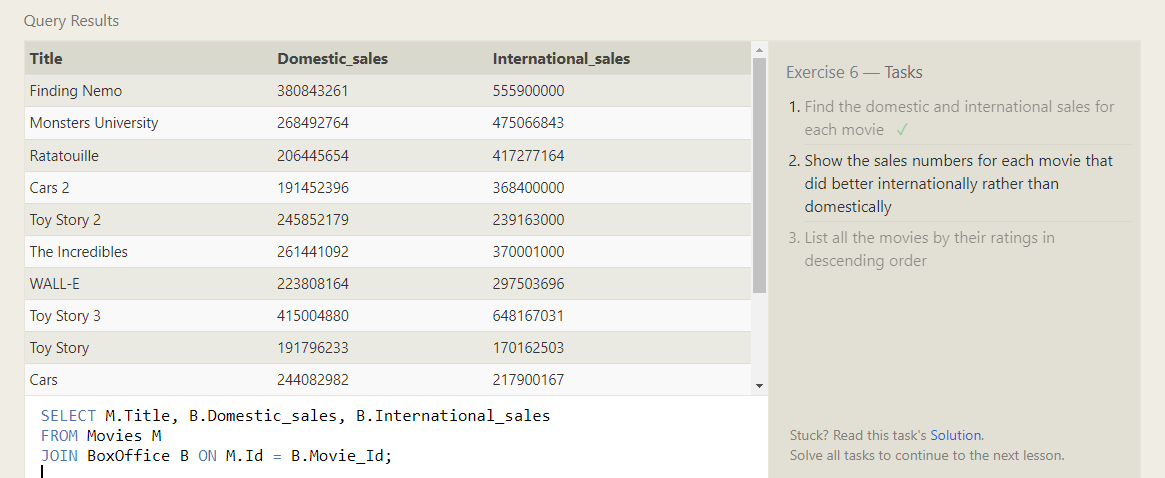 Query Results
Title Domestic_sales International_sales
Finding Nemo 380843261 555900000
Monsters University 268492764 475066843
Ratatouille 206445654 417277164
Cars 2 191452396 368400000
Toy Story 2 245852179 239163000
The Incredibles 261441092 370001000
WALL-E 223808164 297503696
Toy Story 3 415004880 648167031
Toy Story 191796233 170162503
Cars 244082982 217900167
SELECT M.Title, B.Domestic_sales, B.International_sales
FROM Movies M
JOIN BoxOffice B ON M.Id = B.Movie_Id;
Exercise 6 — Tasks
1. Find the domestic and international sales for
each movie ✓
2. Show the sales numbers for each movie that
did better internationally rather than
domestically
3. List all the movies by their ratings in
descending order
Stuck? Read this task's Solution.
Solve all tasks to continue to the next lesson.